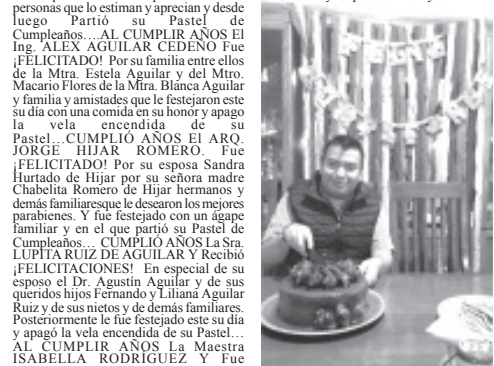 personas que lo estiman y aprecian y desde
luego Partió su Pastel de
Cumpleaños….AL CUMPLIR AÑOS El
Ing. ALEX AGUILAR CEDEÑO Fue
¡FELICITADO! Por su familia entre ellos
de la Mtra. Estela Aguilar y del Mtro.
Macario Flores de la Mtra. Blanca Aguilar
y familia y amistades que le festejaron este
su día con una comida en su honor y apago
la vela encendida de su
Pastel…CUMPLIÓ AÑOS El ARQ.
JORGE HIJAR ROMERO. Fue
¡FELICITADO! Por su esposa Sandra
Hurtado de Hijar por su señora madre
Chabelita Romero de Hijar hermanos y
demás familiaresque le desearon los mejores
parabienes. Y fue festejado con un ágape
familiar y en el que partió su Pastel de
Cumpleaños… CUMPLIÓ AÑOS La Sra.
LUPITA RUIZ DE AGUILAR Y Recibió
¡FELICITACIONES! En especial de su
esposo el Dr. Agustín Aguilar y de sus
queridos hijos Fernando y Liliana Aguilar
Ruiz y de sus nietos y de demás familiares.
Posteriormente le fue festejado este su día
y apagó la vela encendida de su Pastel…
AL CUMPLIR AÑOS La Maestra
ISABELLA RODRÍGUEZ Y Fue